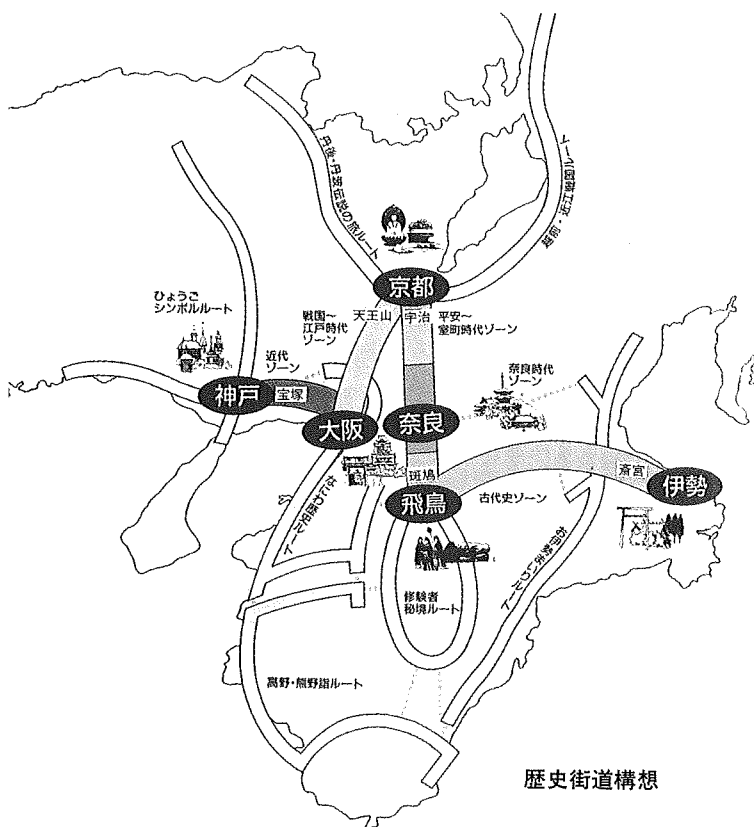 丹後・丹波伝説の旅ルート
越前・近江戦国ルート
京都
ひょうご
シンボルルート
戦国~
江戸時代
ゾーン
天王山
宇治
平安~
室町時代ゾーン
近代
ゾーン
奈良時代
ゾーン
神戸
宝塚
大阪
奈良
斑鳩
飛鳥
古代史ゾーン
斎宮
伊勢
なにわ歴史ルート
お伊勢まいりルート
修験者
秘境ルート
高野・熊野詣ルート
歴史街道構想